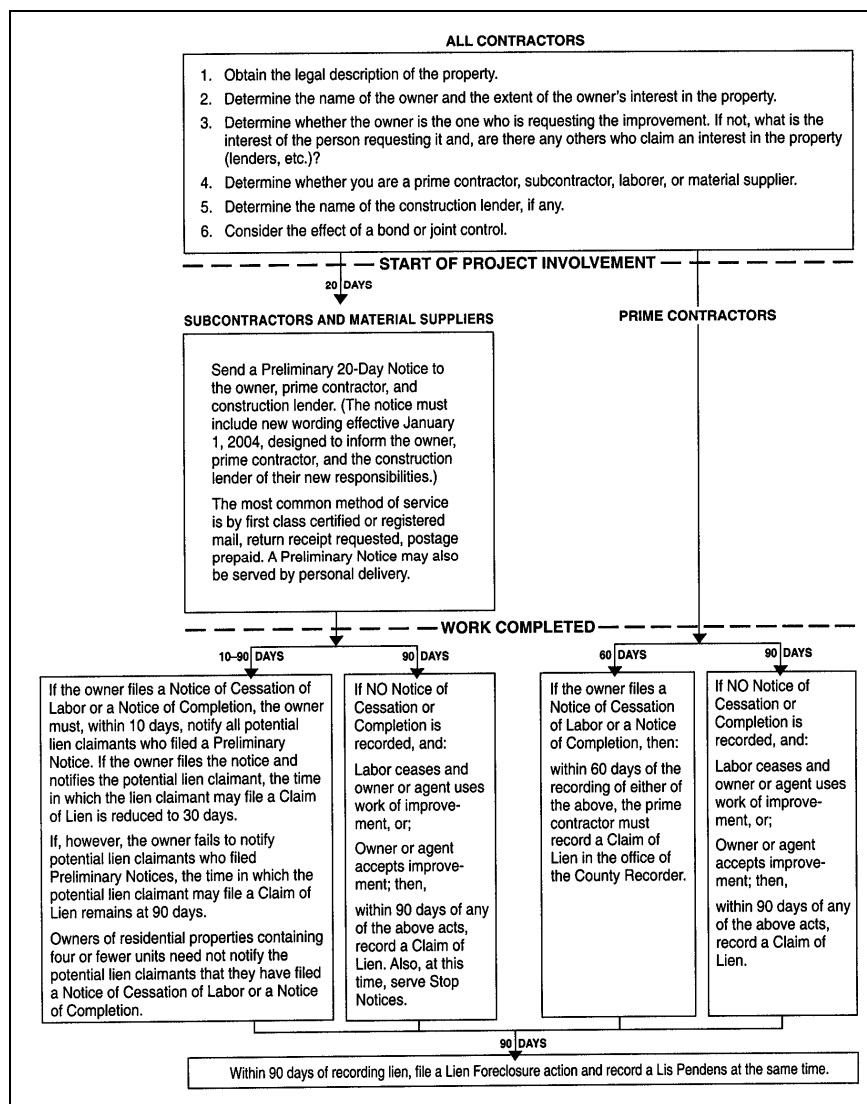 ALL CONTRACTORS
1. Obtain the legal description of the property.
2. Determine the name of the owner and the extent of the owner's interest in the property.
3. Determine whether the owner is the one who is requesting the improvement. If not, what is the
interest of the person requesting it and, are there any others who claim an interest in the property
(lenders, etc.)?
4. Determine whether you are a prime contractor, subcontractor, laborer, or material supplier.
5. Determine the name of the construction lender, if any.
6. Consider the effect of a bond or joint control.
START OF PROJECT INVOLVEMENT
20 DAYS
SUBCONTRACTORS AND MATERIAL SUPPLIERS
Send a Preliminary 20-Day Notice to
the owner, prime contractor, and
construction lender. (The notice must
include new wording effective January
1, 2004, designed to inform the owner,
prime contractor, and the construction
lender of their new responsibilities.)
The most common method of service
is by first class certified or registered
mail, return receipt requested, postage
prepaid. A Preliminary Notice may also
be served by personal delivery.
PRIME CONTRACTORS
WORK COMPLETED
10–90 DAYS
If the owner files a Notice of Cessation of
Labor or a Notice of Completion, the owner
must, within 10 days, notify all potential
lien claimants who filed a Preliminary
Notice. If the owner files the notice and
notifies the potential lien claimant, the time
in which the lien claimant may file a Claim
of Lien is reduced to 30 days.
If, however, the owner fails to notify
potential lien claimants who filed
Preliminary Notices, the time in which the
potential lien claimant may file a Claim of
Lien remains at 90 days.
Owners of residential properties containing
four or fewer units need not notify the
potential lien claimants that they have filed
a Notice of Cessation of Labor or a Notice
of Completion.
90 DAYS
If NO Notice of
Cessation or
Completion is
recorded, and:
Labor ceases and
owner or agent uses
work of improve-
ment, or;
Owner or agent
accepts improve-
ment; then,
within 90 days of any
of the above acts,
record a Claim of
Lien. Also, at this
time, serve Stop
Notices.
60 DAYS
If the owner files a
Notice of Cessation
of Labor or a Notice
of Completion, then:
within 60 days of the
recording of either of
the above, the prime
contractor must
record a Claim of
Lien in the office of
the County Recorder.
90 DAYS
If NO Notice of
Cessation or
Completion is
recorded, and:
Labor ceases and
owner or agent uses
work of improve-
ment, or;
Owner or agent
accepts improve-
ment; then,
within 90 days of any
of the above acts,
record a Claim of
Lien.
90 DAYS
Within 90 days of recording lien, file a Lien Foreclosure action and record a Lis Pendens at the same time.